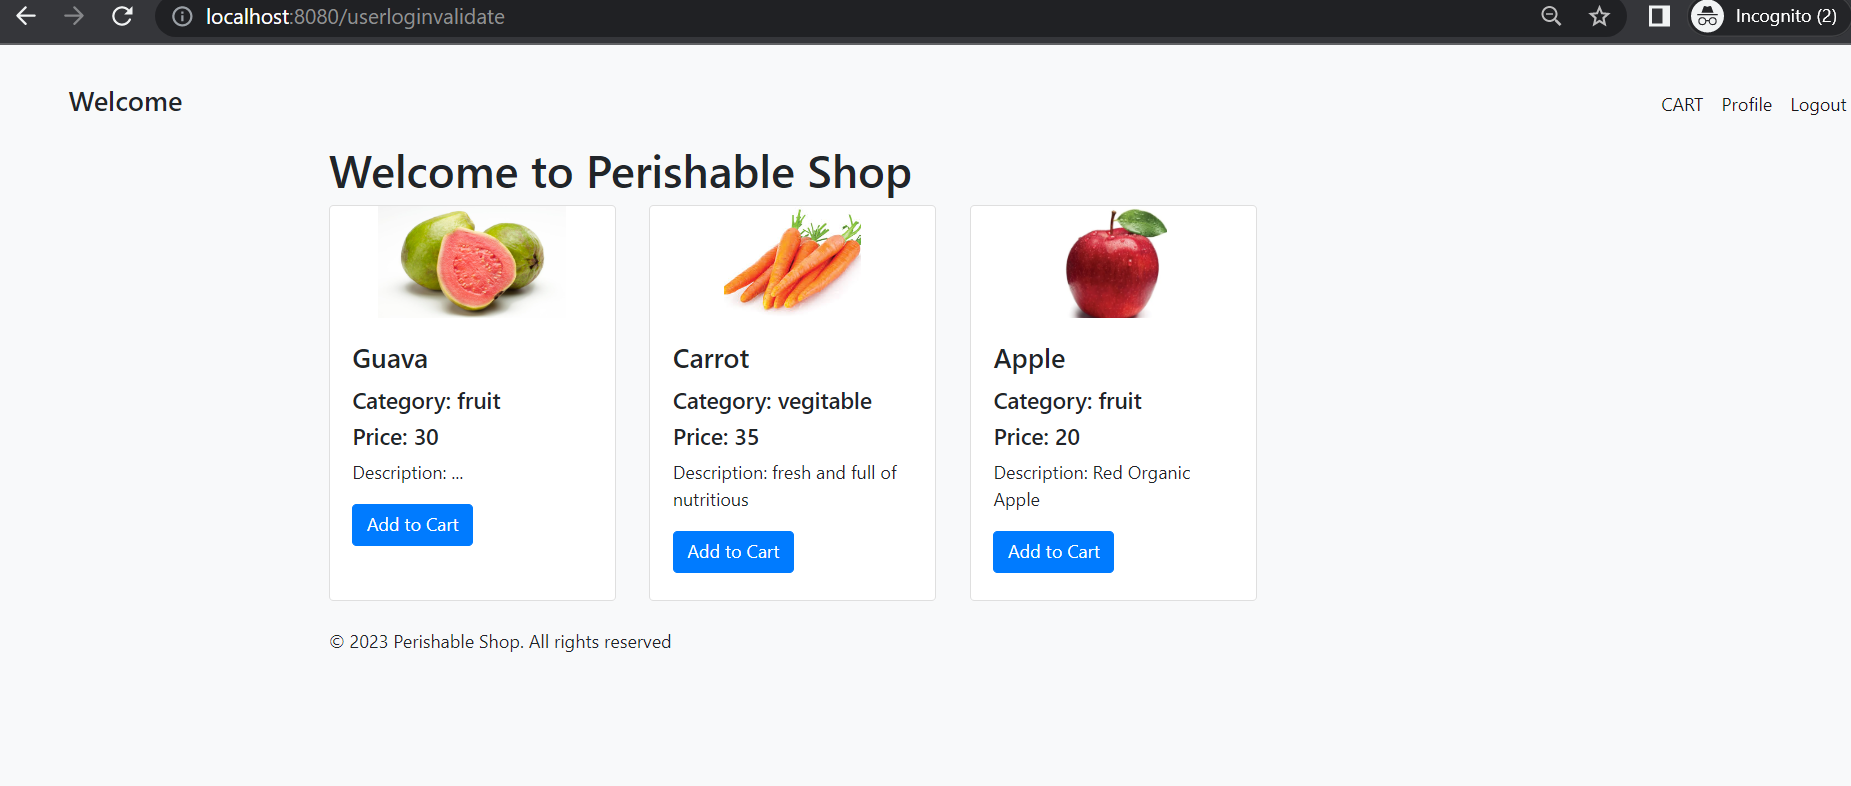 localhost:8080/userloginvalidate
Incognito (2)
Welcome
CART Profile Logout
Welcome to Perishable Shop
Guava
Category: fruit
Price: 30
Description: ...
Add to Cart
Carrot
Category: vegitable
Price: 35
Description: fresh and full of
nutritious
Add to Cart
Apple
Category: fruit
Price: 20
Description: Red Organic
Apple
Add to Cart
© 2023 Perishable Shop. All rights reserved